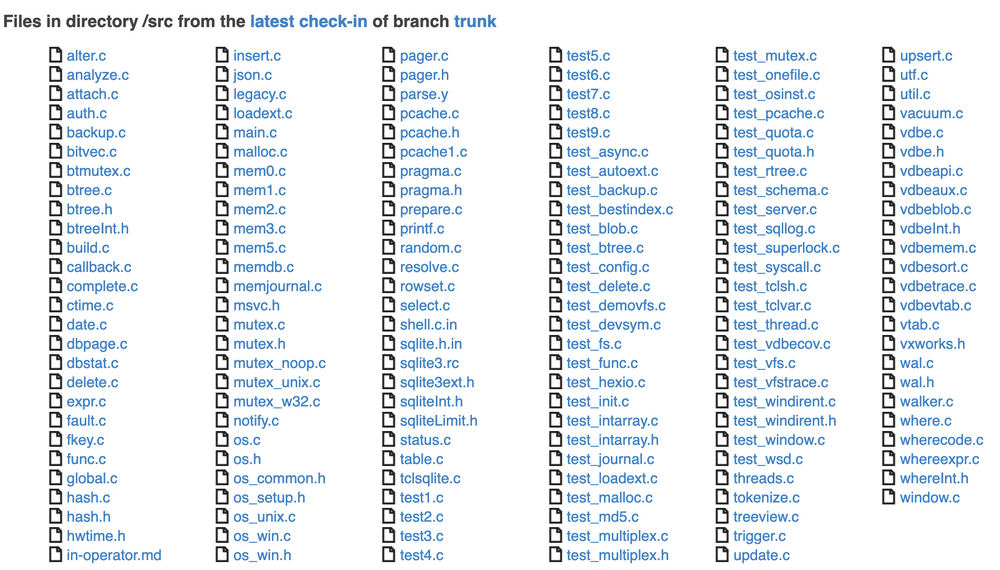 Files in directory /src from the latest check-in of branch trunk
alter.c
analyze.c
attach.c
auth.c
backup.c
bitvec.c
btmutex.c
btree.c
btree.h
btreeInt.h
build.c
callback.c
complete.c
ctime.c
date.c
dbpage.c
dbstat.c
delete.c
expr.c
fault.c
fkey.c
func.c
global.c
hash.c
hash.h
hwtime.h
in-operator.md
insert.c
json.c
legacy.c
loadext.c
main.c
malloc.c
mem0.c
mem1.c
mem2.c
mem3.c
mem5.c
memdb.c
memjournal.c
msvc.h
mutex.c
mutex.h
mutex_noop.c
mutex_unix.c
mutex_w32.c
notify.c
os.c
os.h
os_common.h
os_setup.h
os_unix.c
os_win.c
os_win.h
pager.c
pager.h
parse.y
pcache.c
pcache.h
pcache1.c
pragma.c
pragma.h
prepare.c
printf.c
random.c
resolve.c
rowset.c
select.c
shell.c.in
sqlite.h.in
sqlite3.rc
sqlite3ext.h
sqliteInt.h
sqliteLimit.h
status.c
table.c
tclsqlite.c
test1.c
test2.c
test3.c
test4.c
test5.c
test6.c
test7.c
test8.c
test9.c
test_async.c
test_autoext.c
test_backup.c
test_bestindex.c
test_blob.c
test_btree.c
test_config.c
test_delete.c
test_demovfs.c
test_devsym.c
test_fs.c
test_func.c
test_hexio.c
test_init.c
test_intarray.c
test_intarray.h
test_journal.c
test_loadext.c
test_malloc.c
test_md5.c
test_multiplex.c
test_multiplex.h
test_mutex.c
test_onefile.c
test_osinst.c
test_pcache.c
test_quota.c
test_quota.h
test_rtree.c
test_schema.c
test_server.c
test_sqllog.c
test_superlock.c
test_syscall.c
test_tclsh.c
test_tclvar.c
test_thread.c
test_vdbecov.c
test_vfs.c
test_vfstrace.c
test_windirent.c
test_windirent.h
test_window.c
test_wsd.c
threads.c
tokenize.c
treeview.c
trigger.c
update.c
upsert.c
utf.c
util.c
vacuum.c
vdbe.c
vdbe.h
vdbeapi.c
vdbeaux.c
vdbeblob.c
vdbeInt.h
vdbemem.c
vdbesort.c
vdbetrace.c
vdbevtab.c
vtab.c
vxworks.h
wal.c
wal.h
walker.c
where.c
wherecode.c
whereexpr.c
whereInt.h
window.c